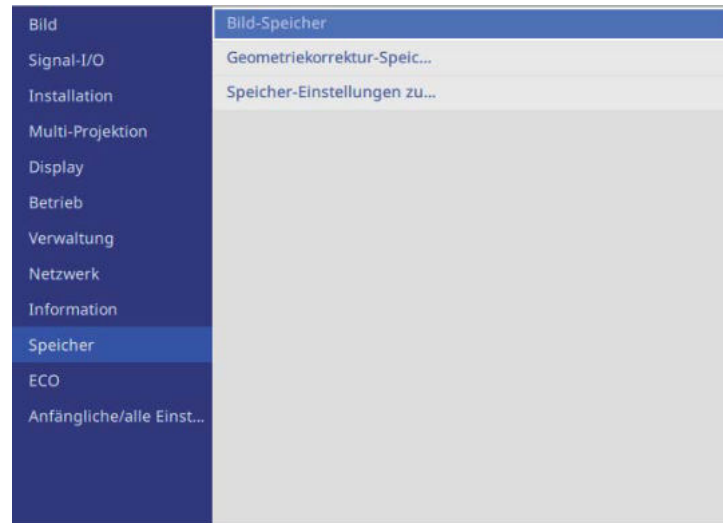 Bild
Signal-I/O
Installation
Multi-Projektion
Display
Betrieb
Verwaltung
Netzwerk
Information
Speicher
ECO
Anfängliche/alle Einst...
Bild-Speicher
Geometriekorrektur-Speic...
Speicher-Einstellungen zu...